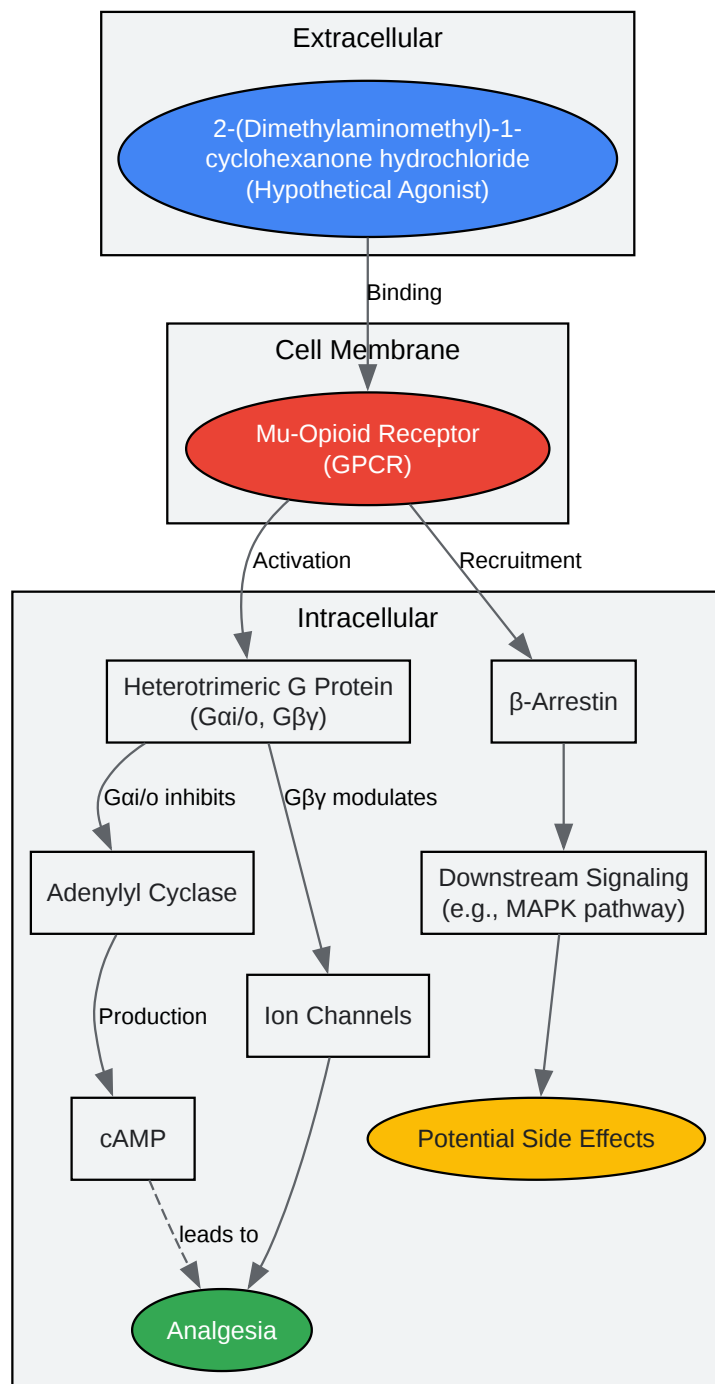 Extracellular
2-(Dimethylaminomethyl)-1-
cyclohexanone hydrochloride
(Hypothetical Agonist)
Binding
Cell Membrane
Mu-Opioid Receptor
(GPCR)
Activation
Recruitment
Intracellular
Heterotrimeric G Protein
(Gαi/o, Gβγ)
β-Arrestin
Gαi/o inhibits
Gβγ modulates
Adenylyl Cyclase
Downstream Signaling
(e.g., MAPK pathway)
Production
Ion Channels
cAMP
Potential Side Effects
leads to
Analgesia